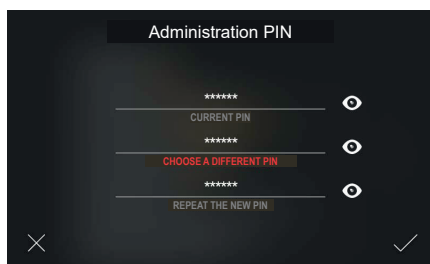 Administration PIN
******
CURRENT PIN
******
CHOOSE A DIFFERENT PIN
******
REPEAT THE NEW PIN